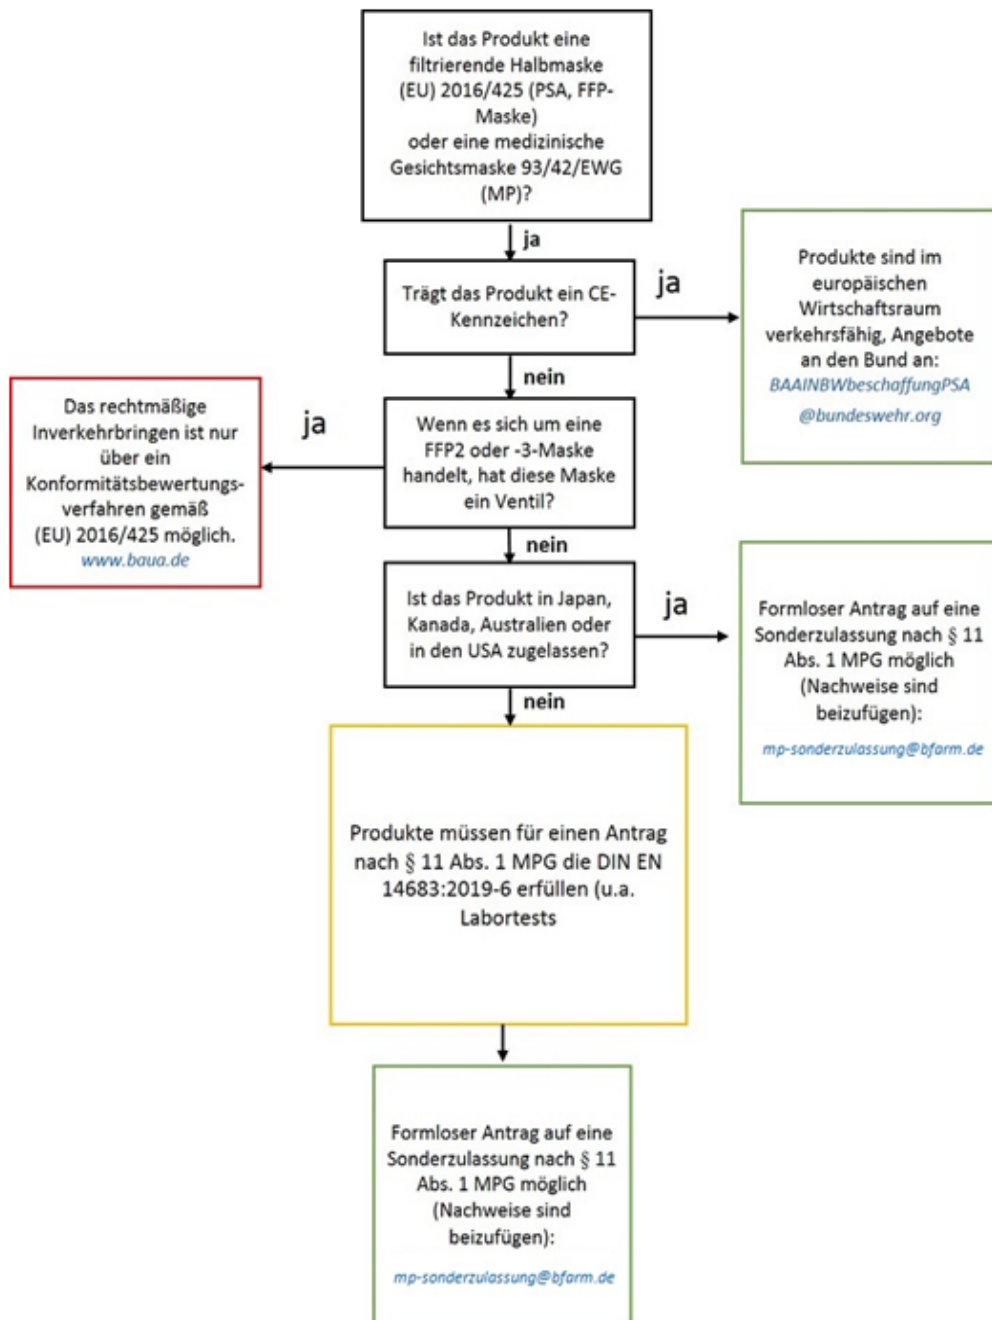 Ist das Produkt eine
filtrierende Halbmaske
(EU) 2016/425 (PSA, FFP-
Maske)
oder eine medizinische
Gesichtsmaske 93/42/EWG
(MP)?
ja
Trägt das Produkt ein CE-
Kennzeichen?
ja
Produkte sind im
europäischen
Wirtschaftsraum
verkehrsfähig, Angebote
an den Bund an:
BAAINBWbeschaffungPSA
@bundeswehr.org
nein
Wenn es sich um eine
FFP2 oder -3-Maske
handelt, hat diese Maske
ein Ventil?
ja
Das rechtmäßige
Inverkehrbringen ist nur
über ein
Konformitätsbewertungs-
verfahren gemäß
(EU) 2016/425 möglich.
www.baua.de
nein
Ist das Produkt in Japan,
Kanada, Australien oder
in den USA zugelassen?
ja
Formloser Antrag auf eine
Sonderzulassung nach § 11
Abs. 1 MPG möglich
(Nachweise sind
beizufügen):
mp-sonderzulassung@bfarm.de
nein
Produkte müssen für einen Antrag
nach § 11 Abs. 1 MPG die DIN EN
14683:2019-6 erfüllen (u.a.
Labortests
Formloser Antrag auf eine
Sonderzulassung nach § 11
Abs. 1 MPG möglich
(Nachweise sind
beizufügen):
mp-sonderzulassung@bfarm.de